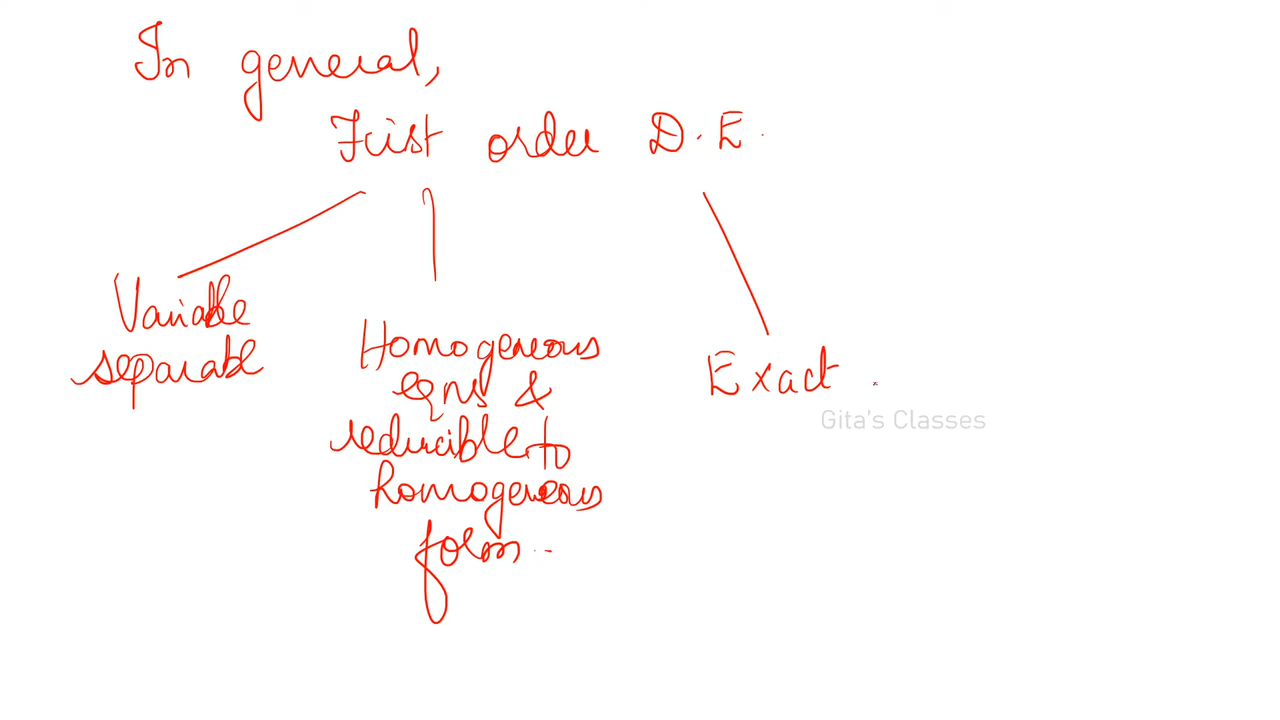 In general,
First order D.E.
Variable
separable
Homogeneous
eqns &
reducible to
homogeneous
form..
Exact
Gita's Classes